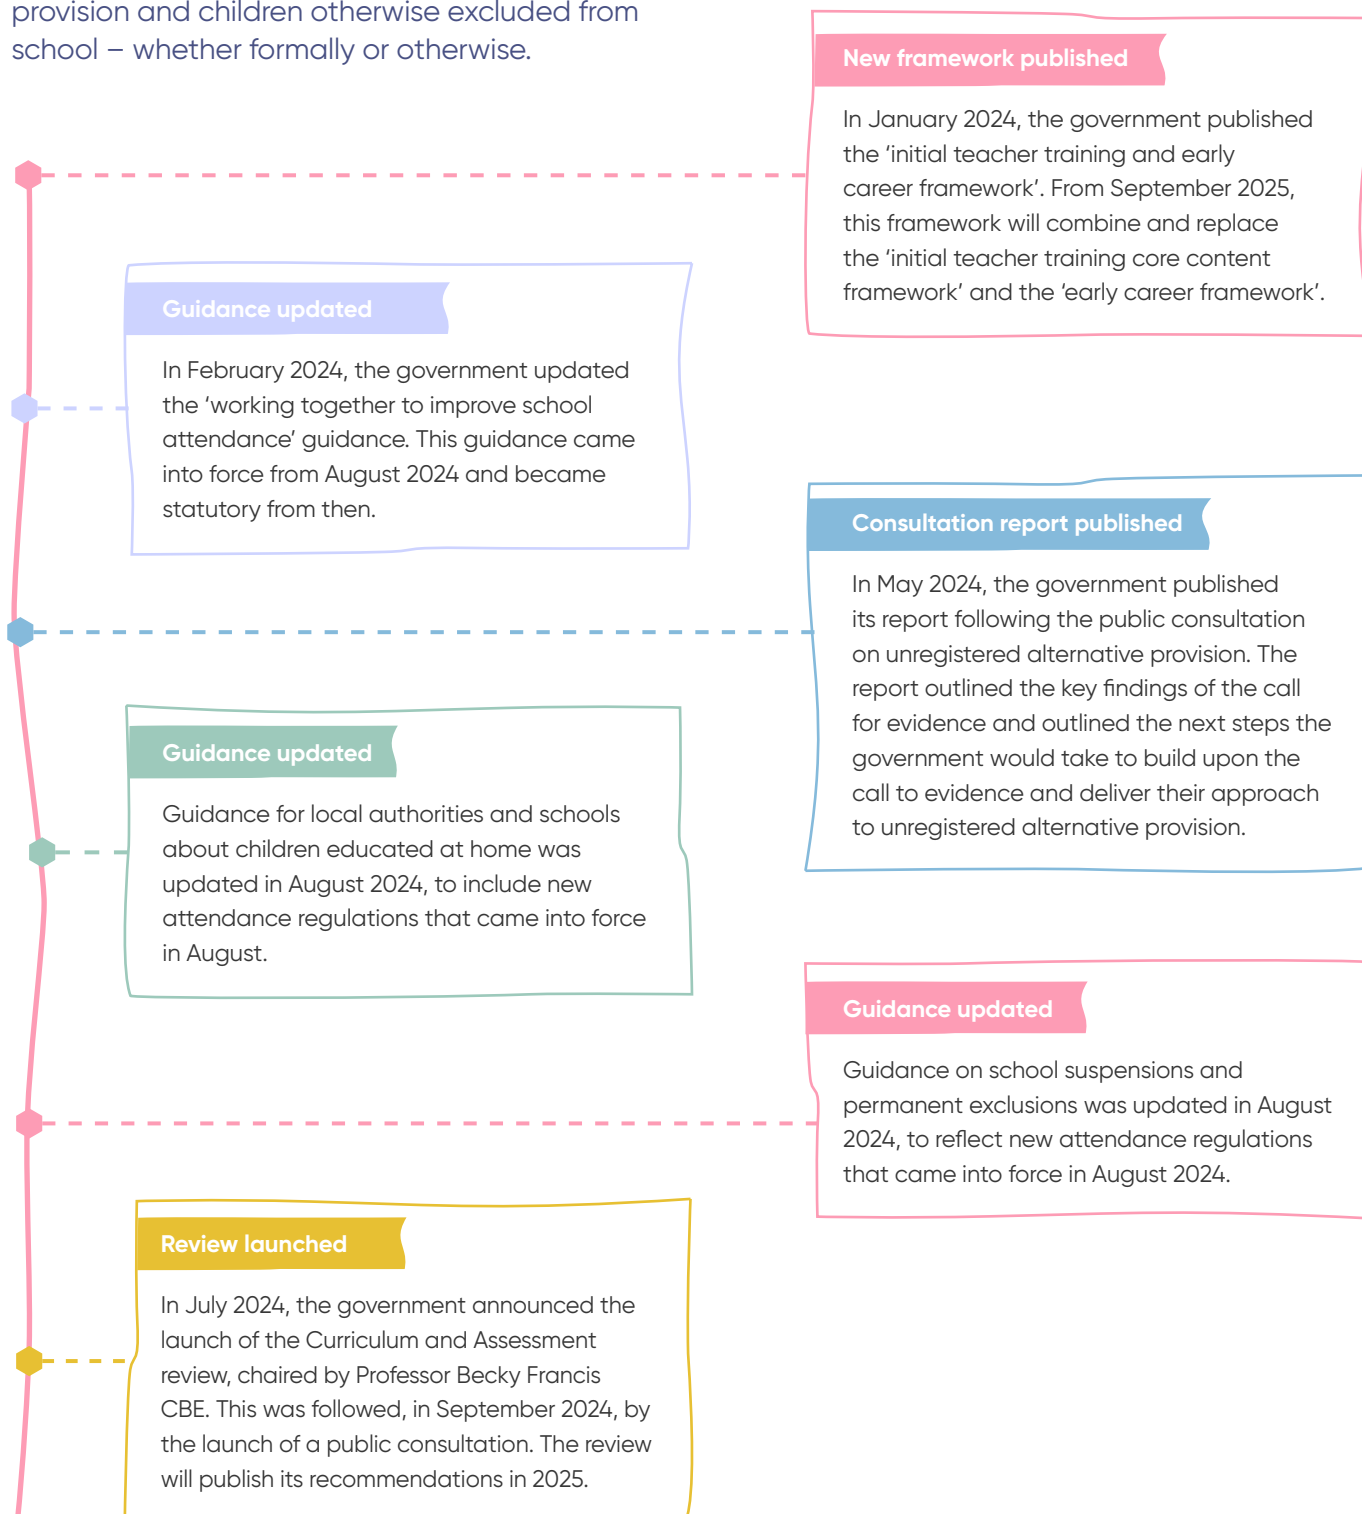 provision and children otherwise excluded from
school – whether formally or otherwise.
New framework published
In January 2024, the government published
the ‘initial teacher training and early
career framework’. From September 2025,
this framework will combine and replace
the ‘initial teacher training core content
framework’ and the ‘early career framework’.
Guidance updated
In February 2024, the government updated
the ‘working together to improve school
attendance’ guidance. This guidance came
into force from August 2024 and became
statutory from then.
Consultation report published
In May 2024, the government published
its report following the public consultation
on unregistered alternative provision. The
report outlined the key findings of the call
for evidence and outlined the next steps the
government would take to build upon the
call to evidence and deliver their approach
to unregistered alternative provision.
Guidance updated
Guidance for local authorities and schools
about children educated at home was
updated in August 2024, to include new
attendance regulations that came into force
in August.
Guidance updated
Guidance on school suspensions and
permanent exclusions was updated in August
2024, to reflect new attendance regulations
that came into force in August 2024.
Review launched
In July 2024, the government announced the
launch of the Curriculum and Assessment
review, chaired by Professor Becky Francis
CBE. This was followed, in September 2024, by
the launch of a public consultation. The review
will publish its recommendations in 2025.